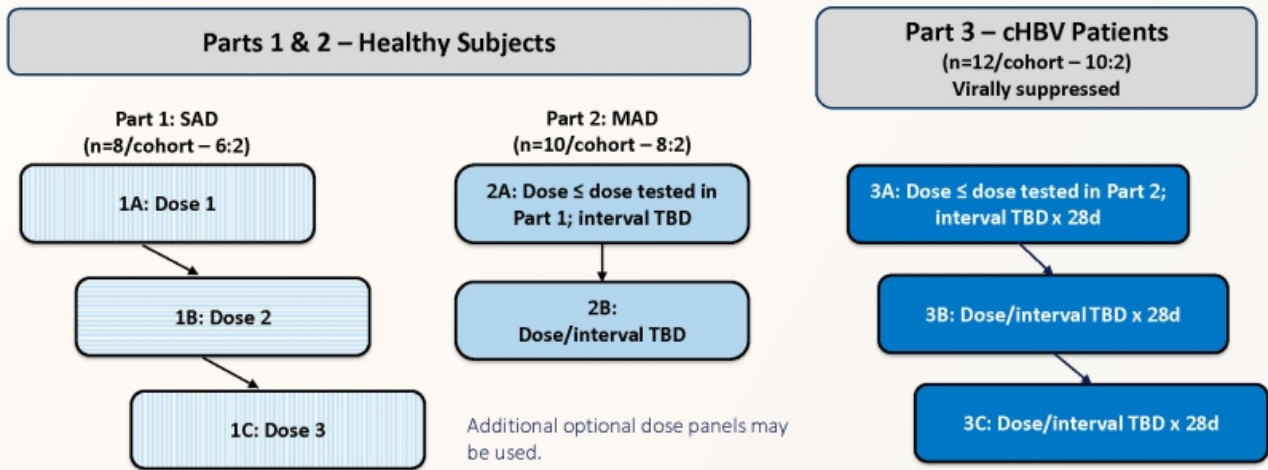 Parts 1 & 2 – Healthy Subjects
Part 3 – cHBV Patients
(n=12/cohort – 10:2)
Virally suppressed
Part 1: SAD
(n=8/cohort – 6:2)
1A: Dose 1
1B: Dose 2
1C: Dose 3
Part 2: MAD
(n=10/cohort – 8:2)
2A: Dose ≤ dose tested in
Part 1; interval TBD
2B:
Dose/interval TBD
Additional optional dose panels may
be used.
3A: Dose ≤ dose tested in Part 2;
interval TBD x 28d
3B: Dose/interval TBD x 28d
3C: Dose/interval TBD x 28d